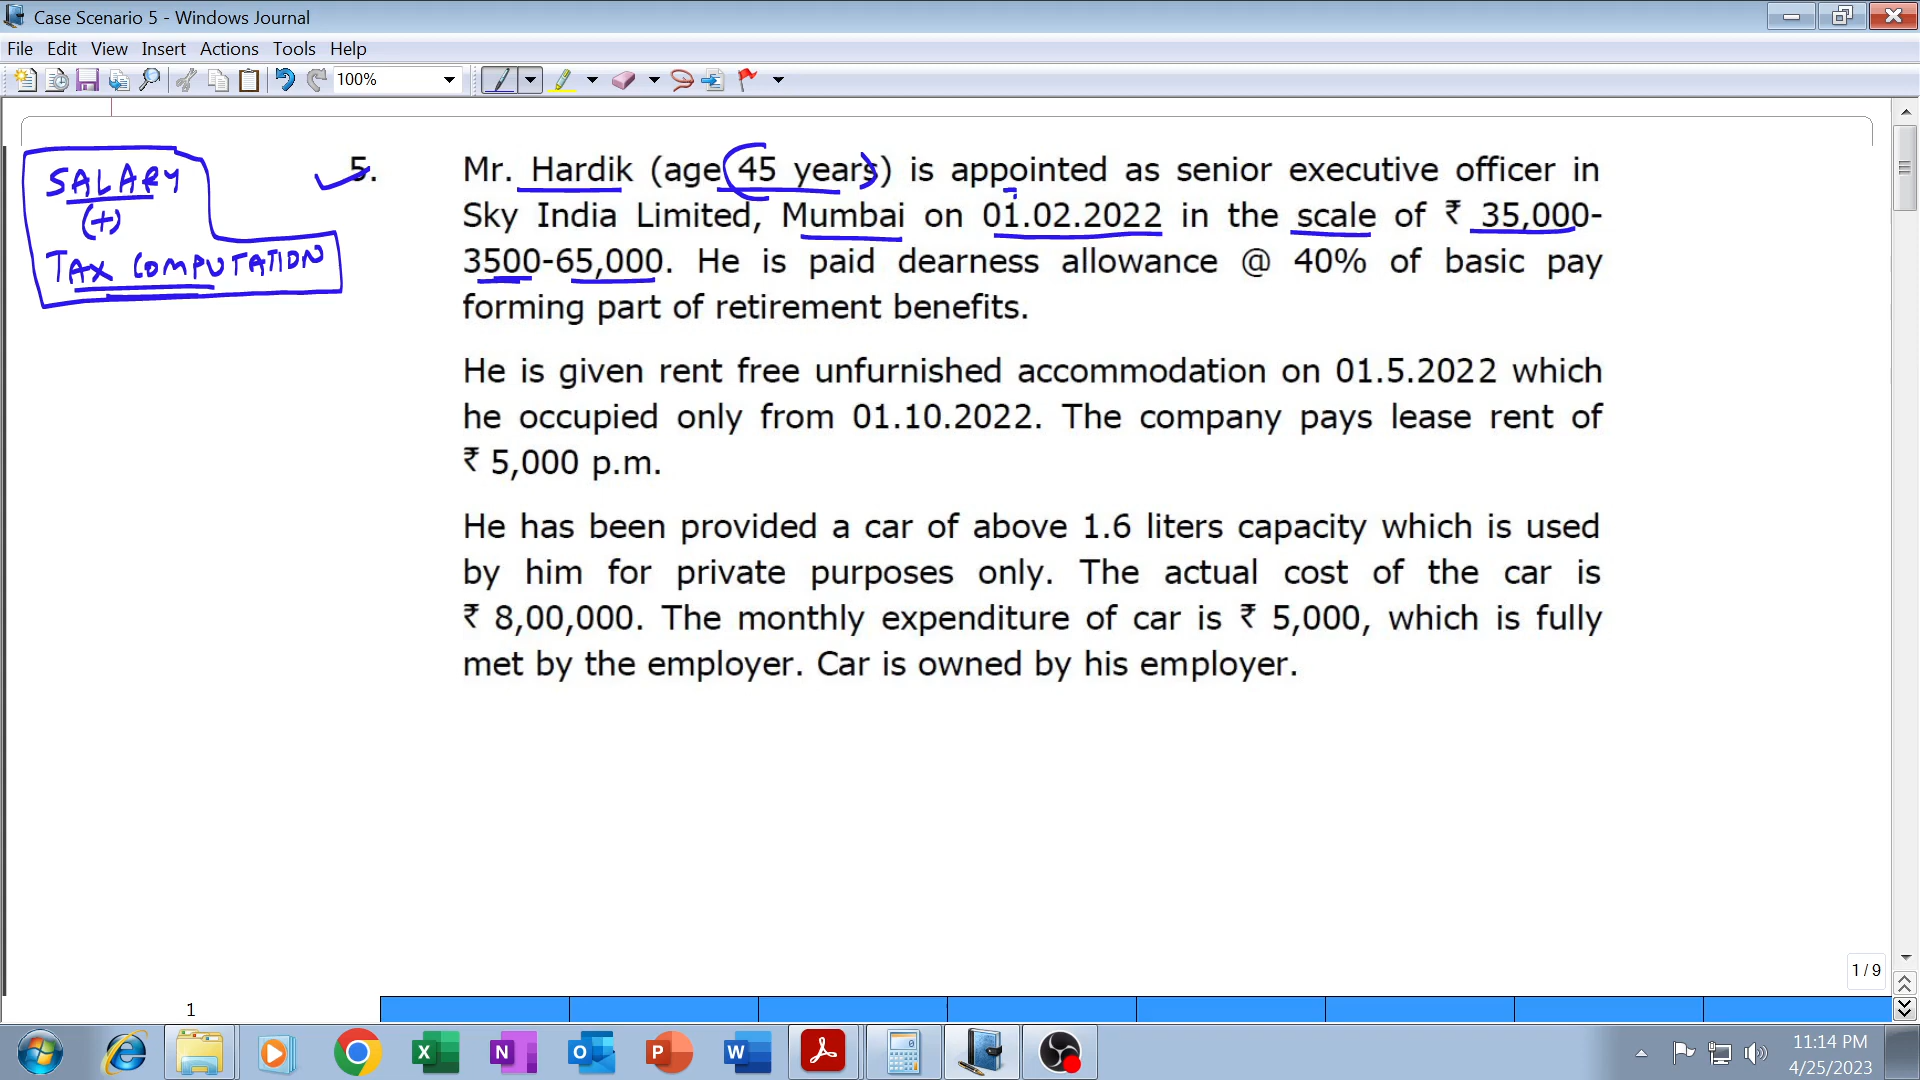 Case Scenario 5 - Windows Journal
File Edit View Insert Actions Tools Help
100%
SALARY
(+)
TAX COMPUTATION
5. Mr. Hardik (age 45 years) is appointed as senior executive officer in
Sky India Limited, Mumbai on 01.02.2022 in the scale of ₹ 35,000-
3500-65,000. He is paid dearness allowance @ 40% of basic pay
forming part of retirement benefits.
He is given rent free unfurnished accommodation on 01.5.2022 which
he occupied only from 01.10.2022. The company pays lease rent of
₹ 5,000 p.m.
He has been provided a car of above 1.6 liters capacity which is used
by him for private purposes only. The actual cost of the car is
₹ 8,00,000. The monthly expenditure of car is ₹ 5,000, which is fully
met by the employer. Car is owned by his employer.
1 / 9
1
11:14 PM
4/25/2023